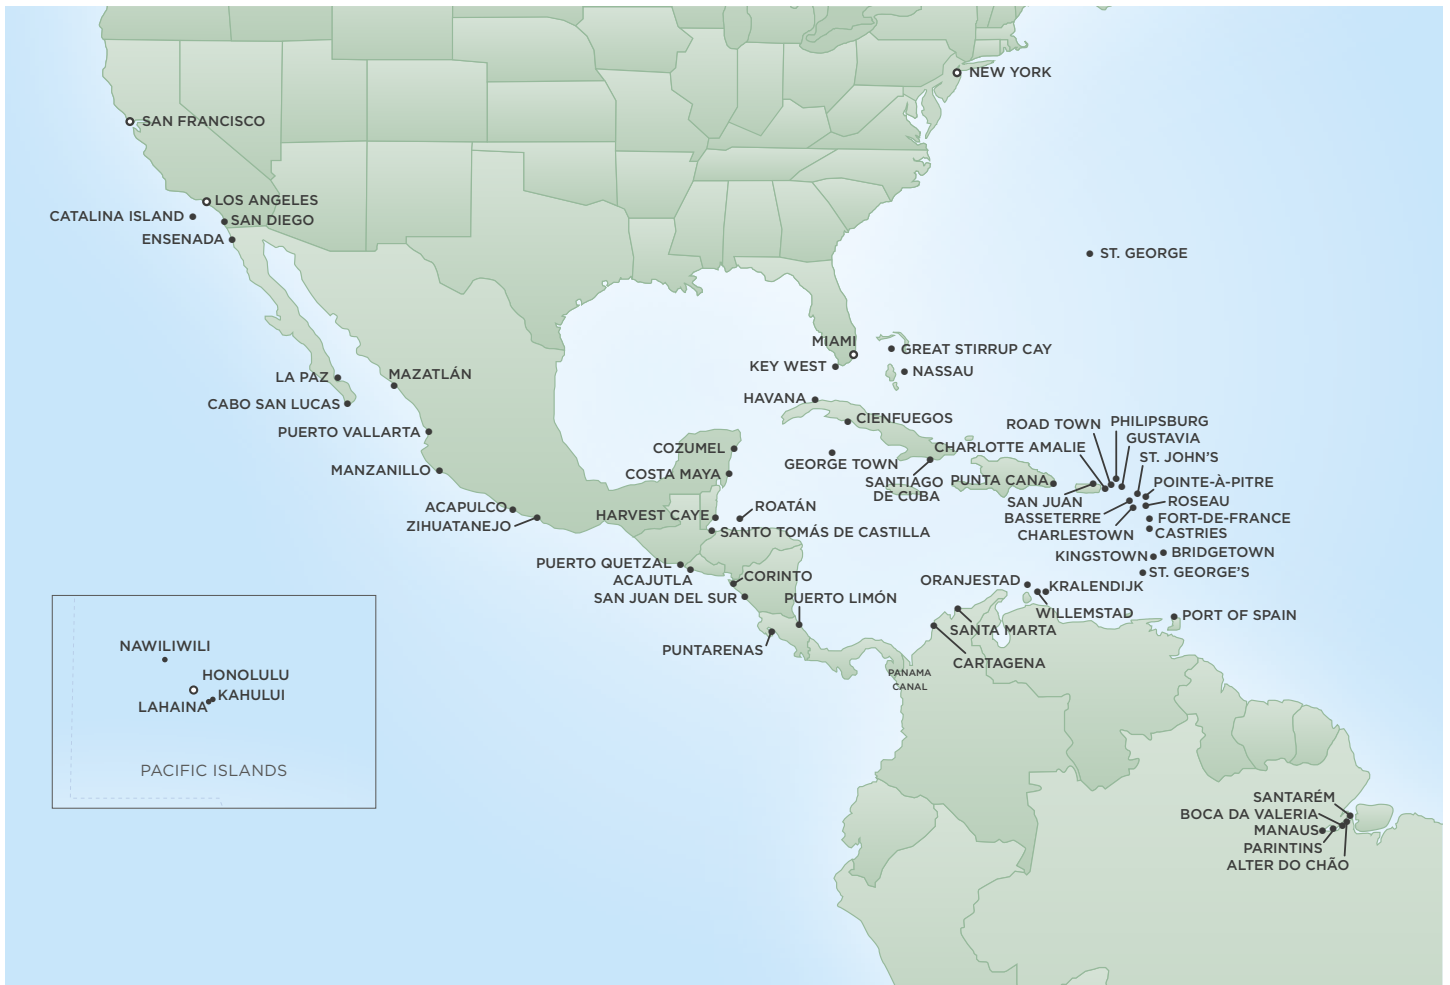 NEW YORK
SAN FRANCISCO
LOS ANGELES
CATALINA ISLAND
SAN DIEGO
ENSENADA
ST. GEORGE
MIAMI
GREAT STIRRUP CAY
KEY WEST
NASSAU
LA PAZ
MAZATLÁN
CABO SAN LUCAS
HAVANA
CIENFUEGOS
PUERTO VALLARTA
ROAD TOWN
PHILIPSBURG
GUSTAVIA
COZUMEL
CHARLOTTE AMALIE
ST. JOHN'S
GEORGE TOWN
MANZANILLO
COSTA MAYA
SANTIAGO
DE CUBA
PUNTA CANA
POINTE-À-PITRE
SAN JUAN
ROSEAU
ACAPULCO
ROATÁN
HARVEST CAYE
BASSETERRE
FORT-DE-FRANCE
ZIHUATANEJO
SANTO TOMÁS DE CASTILLA
CHARLESTOWN
CASTRIES
KINGSTOWN
BRIDGETOWN
PUERTO QUETZAL
ACAJUTLA
CORINTO
ORANJESTAD
KRALENDIJK
ST. GEORGE'S
SAN JUAN DEL SUR
PUERTO LIMÓN
WILLEMSTAD
PORT OF SPAIN
SANTA MARTA
PUNTARENAS
CARTAGENA
PANAMA
CANAL
NAWILIWILI
HONOLULU
KAHULUI
LAHAINA
PACIFIC ISLANDS
SANTARÉM
BOCA DA VALERIA
MANAUS
PARINTINS
ALTER DO CHÃO